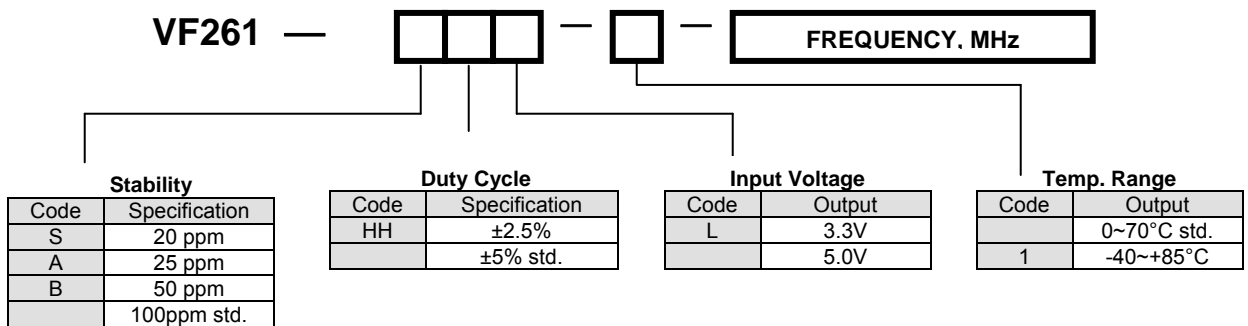 VF261 — — — FREQUENCY, MHz
Stability
Code Specification
S 20 ppm
A 25 ppm
B 50 ppm
100ppm std.
Duty Cycle
Code Specification
HH ±2.5%
±5% std.
Input Voltage
Code Output
L 3.3V
5.0V
Temp. Range
Code Output
0~70°C std.
1 -40~+85°C